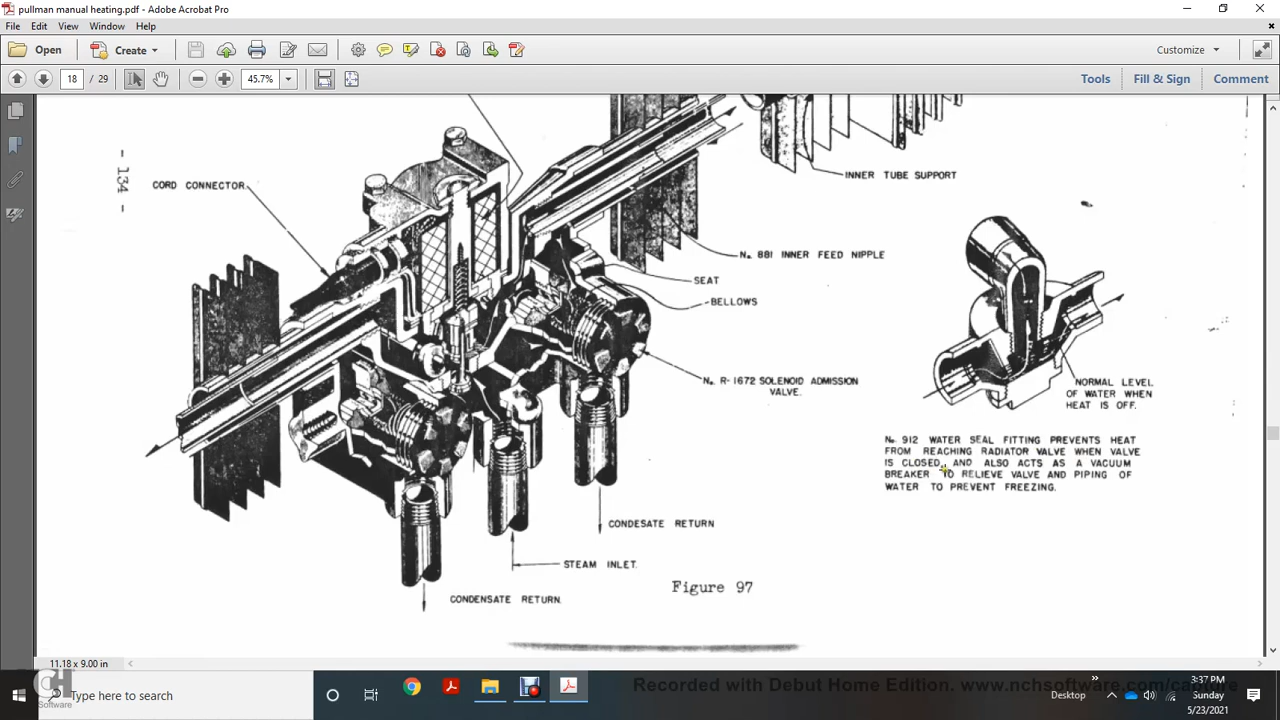 pullman manual heating.pdf - Adobe Acrobat Pro
File Edit View Window Help
Open Create Customize
18 / 29 45.7% Tools Fill & Sign Comment
- 134 -
CORD CONNECTOR
INNER TUBE SUPPORT
No. 881 INNER FEED NIPPLE
SEAT
BELLOWS
No. R-1672 SOLENOID ADMISSION
VALVE.
NORMAL LEVEL
OF WATER WHEN
HEAT IS OFF.
No. 912 WATER SEAL FITTING PREVENTS HEAT
FROM REACHING RADIATOR VALVE WHEN VALVE
IS CLOSED, AND ALSO ACTS AS A VACUUM
BREAKER TO RELIEVE VALVE AND PIPING OF
WATER TO PREVENT FREEZING.
CONDESATE RETURN
STEAM INLET.
Figure 97
CONDENSATE RETURN.
11.18 x 9.00 in
Software
Type here to search
Recorded with Debut Home Edition. www.nchsoftware.com/capture
Desktop
3:37 PM
Sunday
5/23/2021